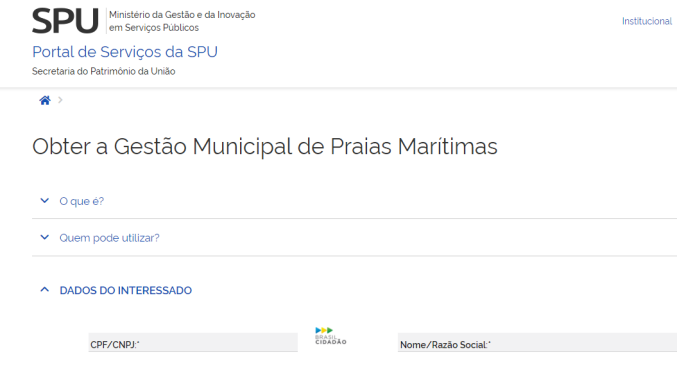 SPU Ministério da Gestão e da Inovação
em Serviços Públicos
Institucional
Portal de Serviços da SPU
Secretaria do Patrimônio da União
Obter a Gestão Municipal de Praias Marítimas
O que é?
Quem pode utilizar?
DADOS DO INTERESSADO
CPF/CNPJ:*
BRASIL
CIDADÃO
Nome/Razão Social:*